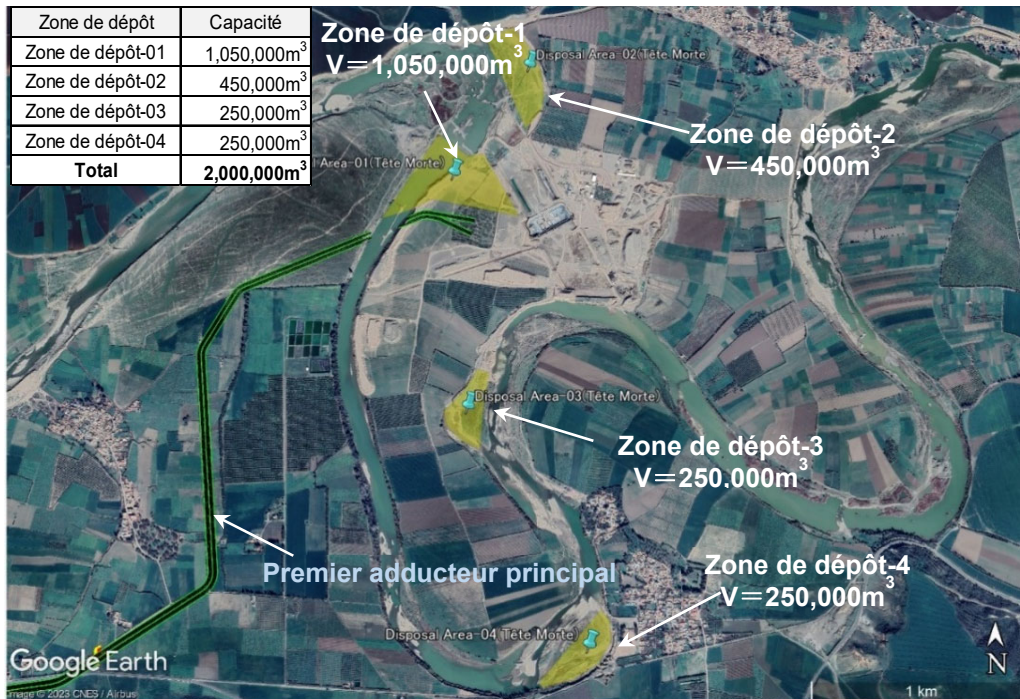 Zone de dépôt Capacité
Zone de dépôt-01 1,050,000m³
Zone de dépôt-02 450,000m³
Zone de dépôt-03 250,000m³
Zone de dépôt-04 250,000m³
Total 2,000,000m³
Zone de dépôt-1
V=1,050,000m³
Disposal Area-02(Tête Morte)
Zone de dépôt-2
V=450,000m³
Area-01(Tête Morte)
Disposal Area-03(Tête Morte)
Zone de dépôt-3
V=250,000m³
Premier adducteur principal
Zone de dépôt-4
V=250,000m³
Disposal Area-04(Tête Morte)
Google Earth
Image © 2023 CNES / Airbus
1 km
N